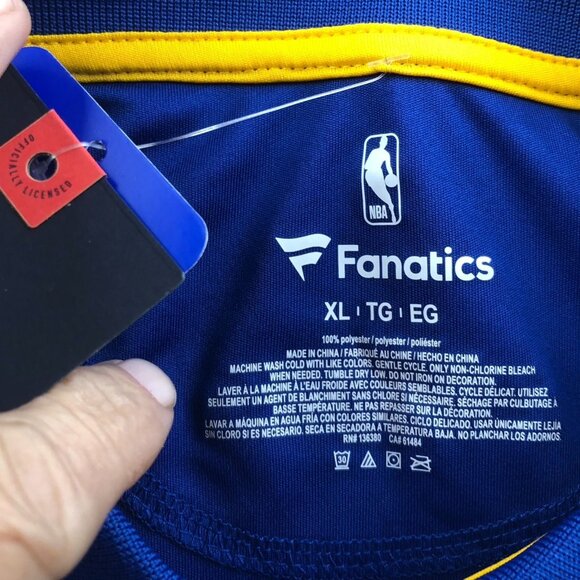 OFFICIALLY LICENSED
NBA
Fanatics
XL | TG | EG
100% polyester / polyester / poliéster
MADE IN CHINA / FABRIQUÉ AU CHINE / HECHO EN CHINA
MACHINE WASH COLD WITH LIKE COLORS. GENTLE CYCLE. ONLY NON-CHLORINE BLEACH
WHEN NEEDED. TUMBLE DRY LOW. DO NOT IRON ON DECORATION.
LAVER À LA MACHINE À L'EAU FROIDE AVEC COULEURS SEMBLABLES. CYCLE DÉLICAT. UTILISEZ
SEULEMENT UN AGENT DE BLANCHIMENT SANS CHLORE SI NÉCESSAIRE. SÉCHAGE PAR CULBUTAGE À
BASSE TEMPÉRATURE. NE PAS REPASSER SUR LA DÉCORATION.
LAVAR A MÁQUINA EN AGUA FRÍA CON COLORES SIMILARES. CICLO DELICADO. USAR ÚNICAMENTE LEJIA
SIN CLORO SI ES NECESARIO. SECA EN SECADORA A TEMPERATURA BAJA. NO PLANCHAR LOS ADORNOS.
RN# 136380 CA# 61484
30